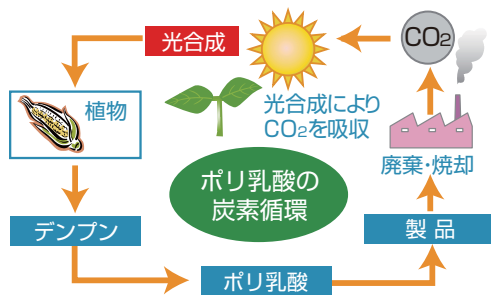 光合成
CO2
植物
光合成により
CO2を吸収
廃棄・焼却
ポリ乳酸の
炭素循環
デンプン
製品
ポリ乳酸